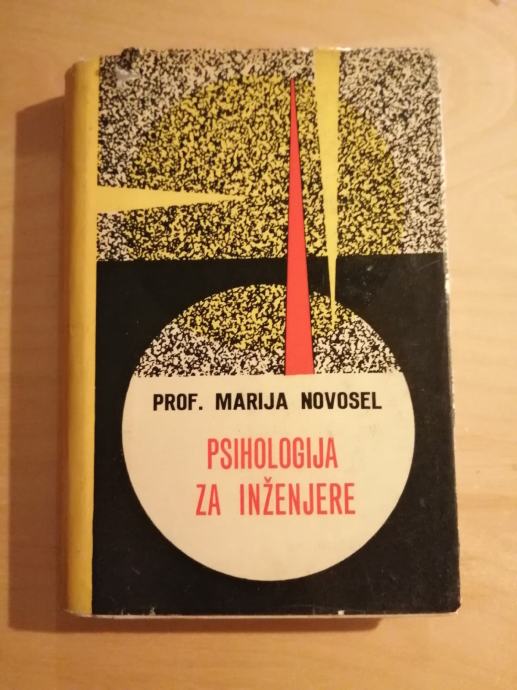 PROF. MARIJA NOVOSEL
PSIHOLOGIJA
ZA INŽENJERE